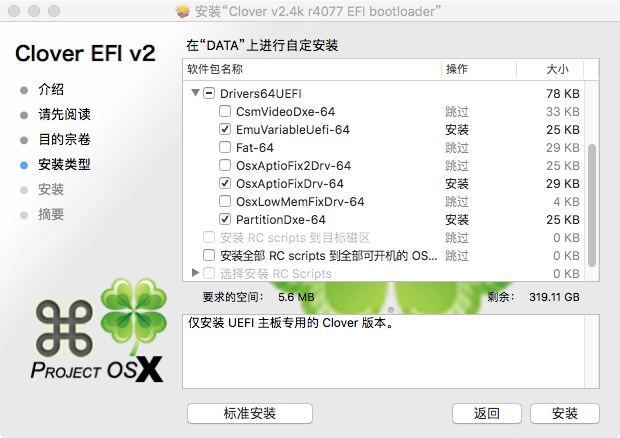 安装“Clover v2.4k r4077 EFI bootloader”
Clover EFI v2
在“DATA”上进行自定安装
介绍
请先阅读
目的宗卷
安装类型
安装
摘要
软件包名称 操作 大小
Drivers64UEFI 78 KB
CsmVideoDxe-64 跳过 33 KB
EmuVariableUefi-64 安装 25 KB
Fat-64 跳过 29 KB
OsxAptioFix2Drv-64 跳过 25 KB
OsxAptioFixDrv-64 安装 29 KB
OsxLowMemFixDrv-64 跳过 4 KB
PartitionDxe-64 安装 25 KB
安装 RC scripts 到目标磁区 跳过 0 KB
安装全部 RC scripts 到全部可开机的 OS... 跳过 0 KB
选择安装 RC Scripts 跳过 0 KB
要求的空间： 5.6 MB 剩余： 319.11 GB
仅安装 UEFI 主板专用的 Clover 版本。
PROJECT OSX
标准安装 返回 安装